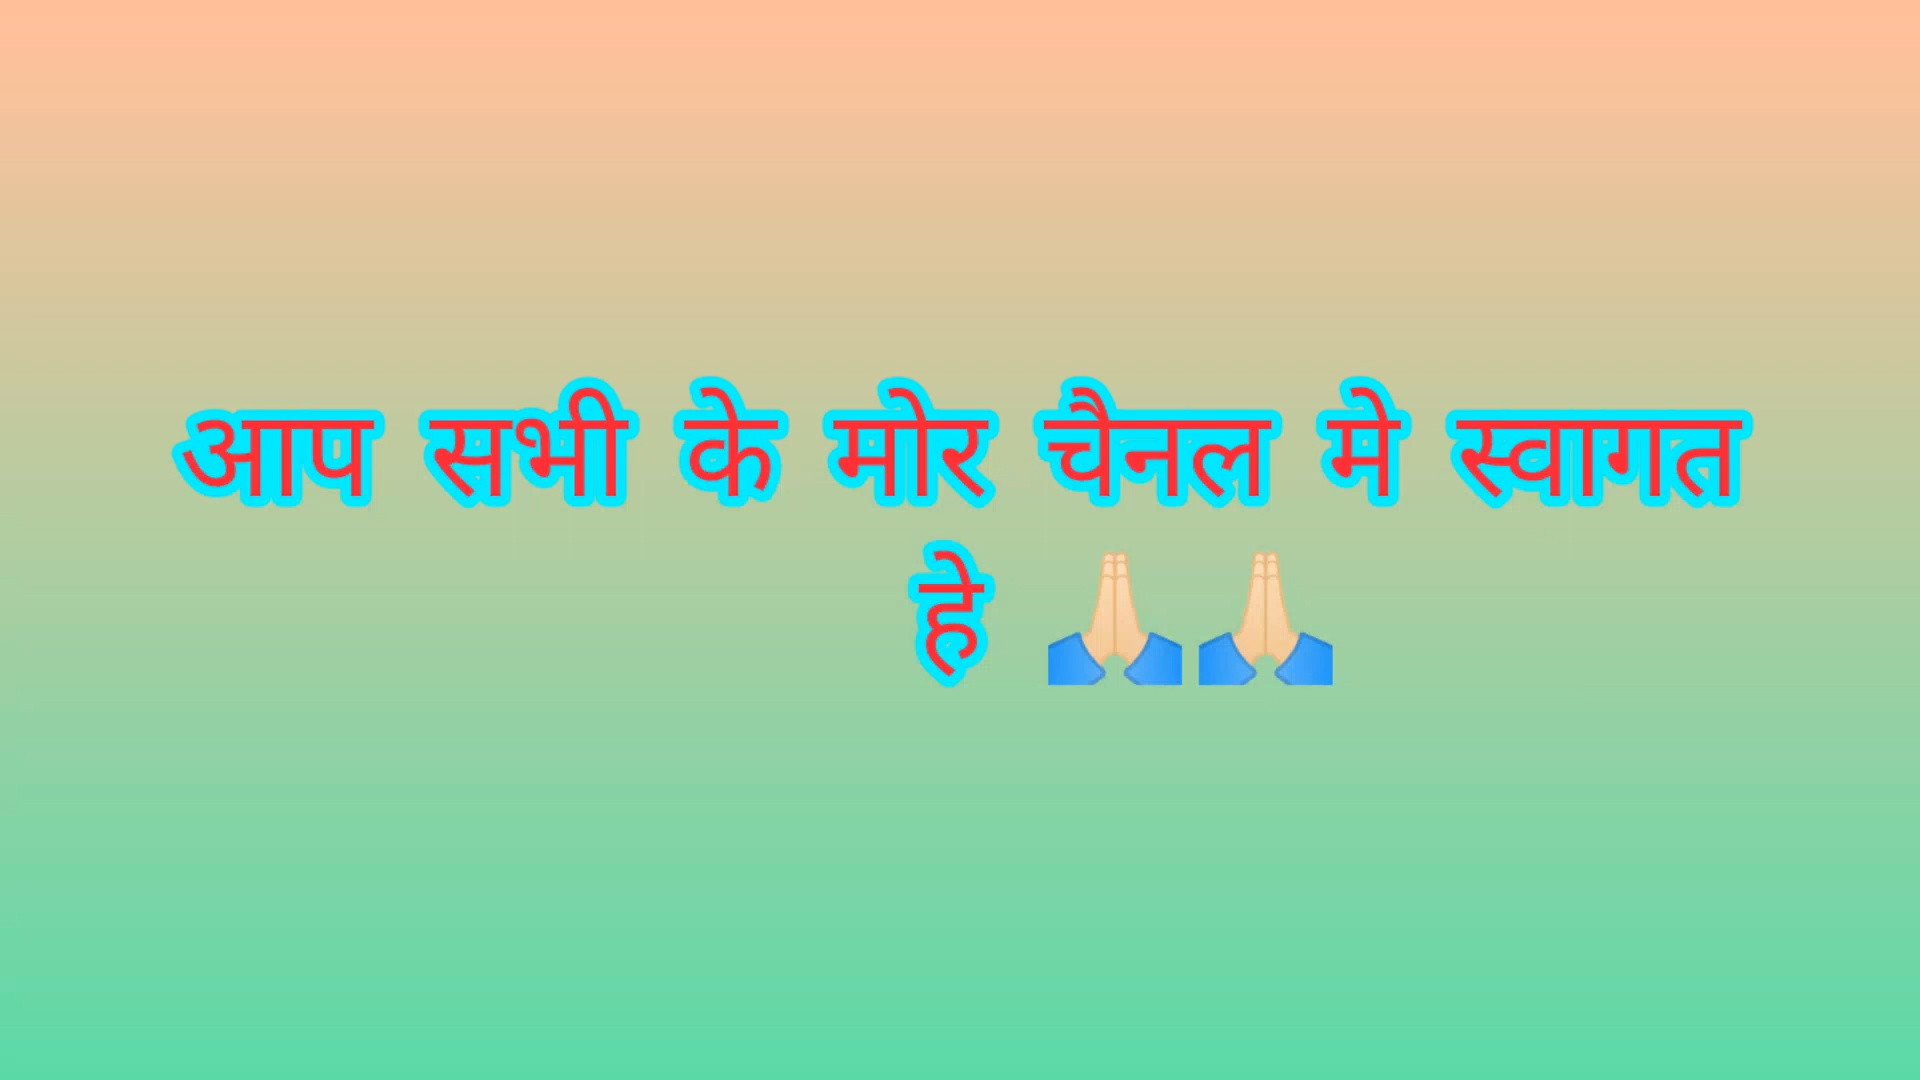 आप सभी के मोर चैनल मे स्वागत
हे 🙏🏻🙏🏻